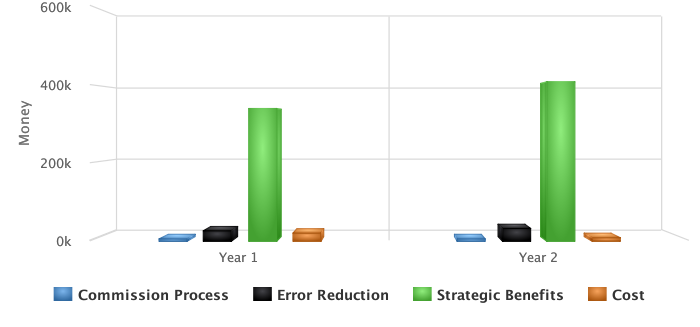 600k
400k
Money
200k
0k
Year 1 Year 2
Commission Process Error Reduction Strategic Benefits Cost